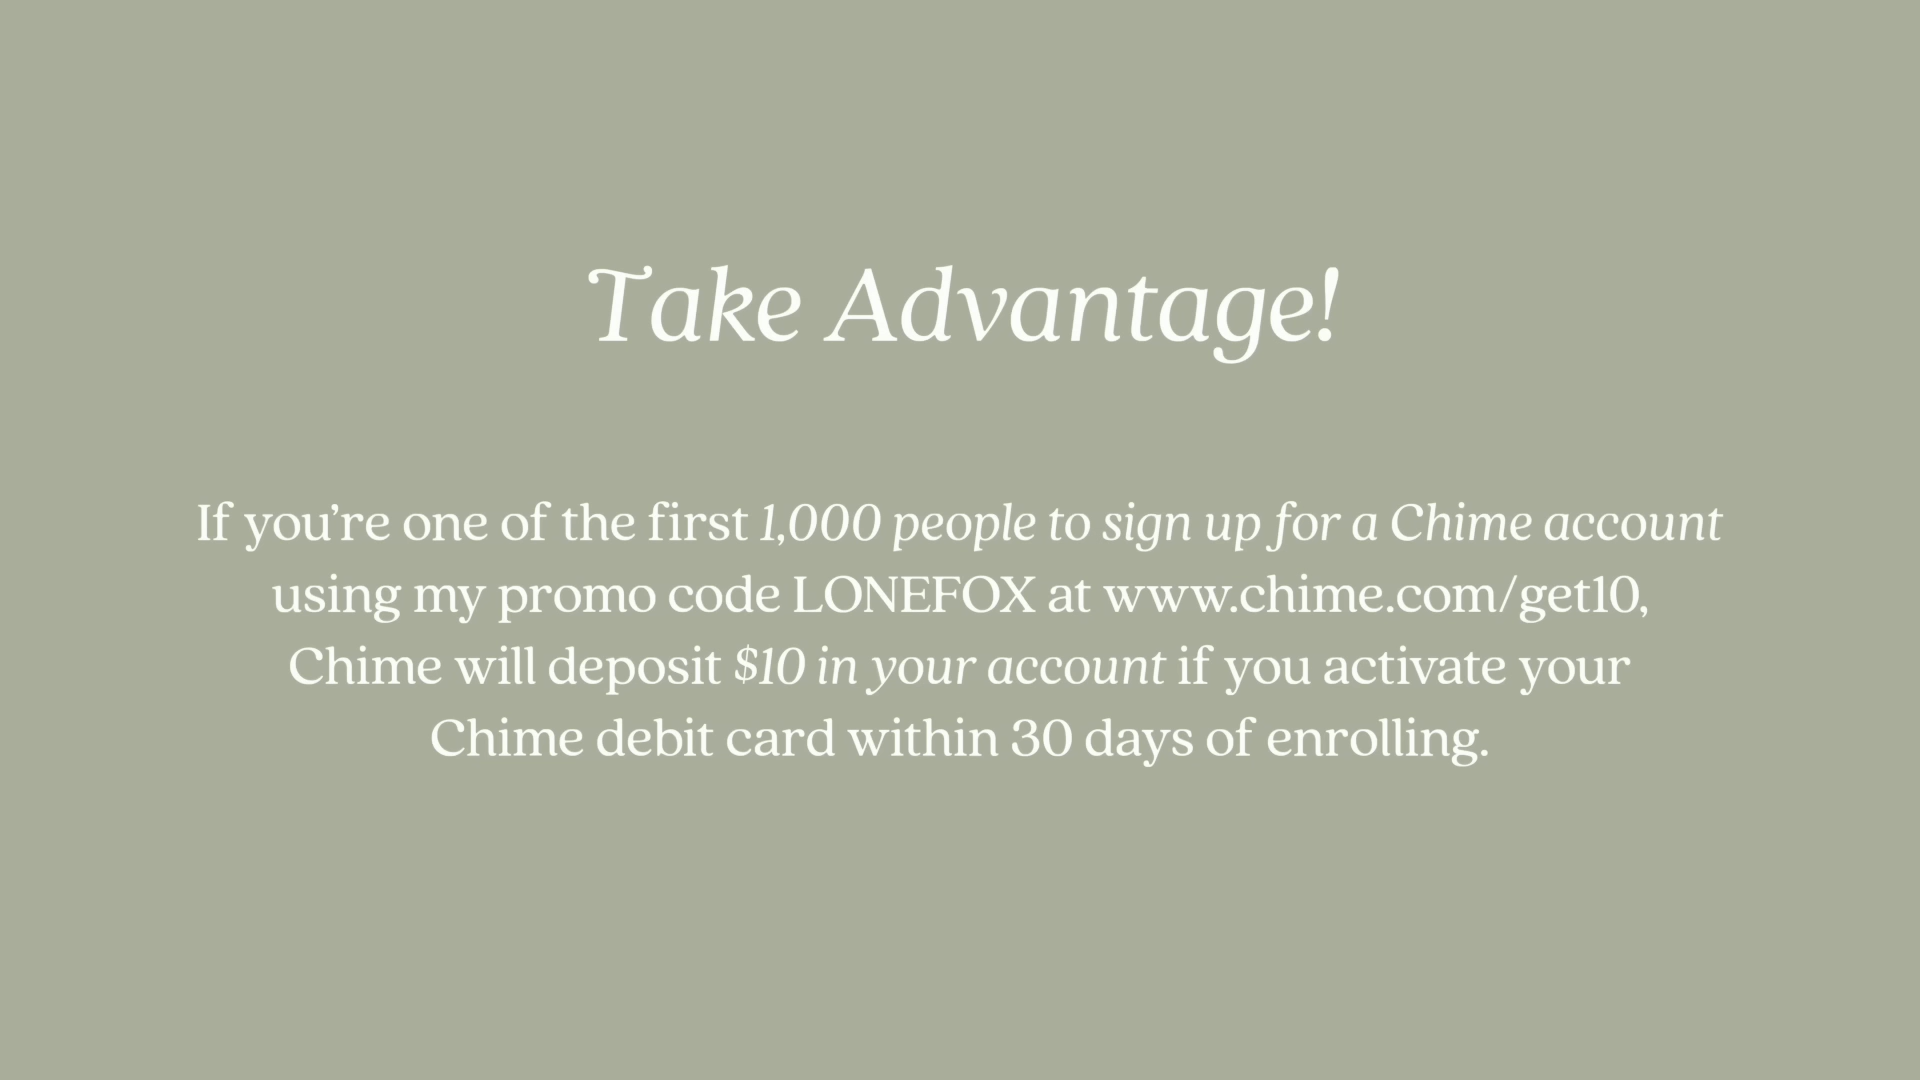 Take Advantage!
If you’re one of the first 1,000 people to sign up for a Chime account
using my promo code LONEFOX at www.chime.com/get10,
Chime will deposit $10 in your account if you activate your
Chime debit card within 30 days of enrolling.